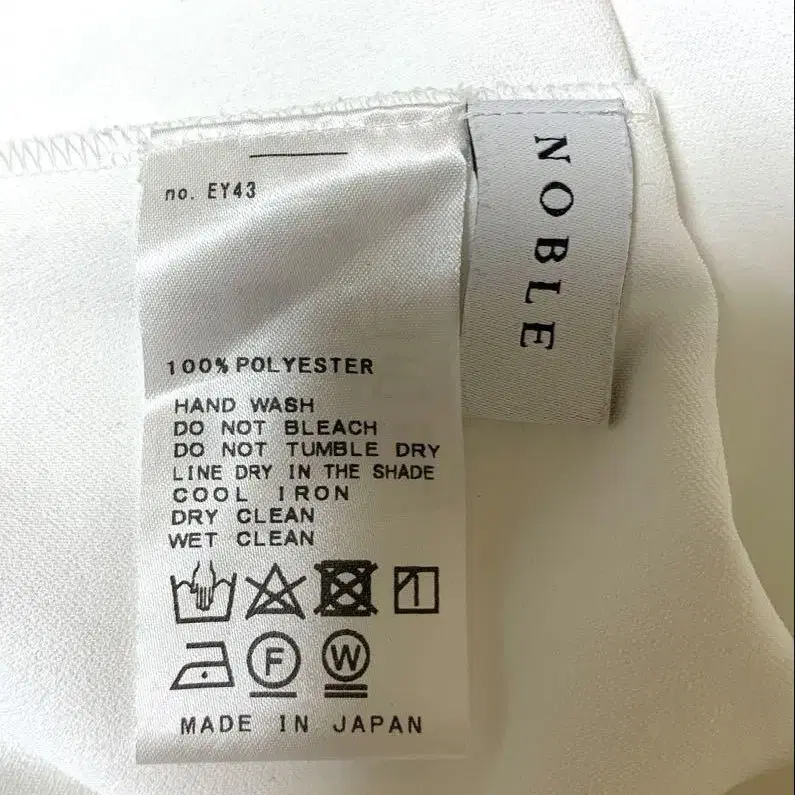 no. EY43
100% POLYESTER
HAND WASH
DO NOT BLEACH
DO NOT TUMBLE DRY
LINE DRY IN THE SHADE
COOL IRON
DRY CLEAN
WET CLEAN
F W
MADE IN JAPAN
NOBLE